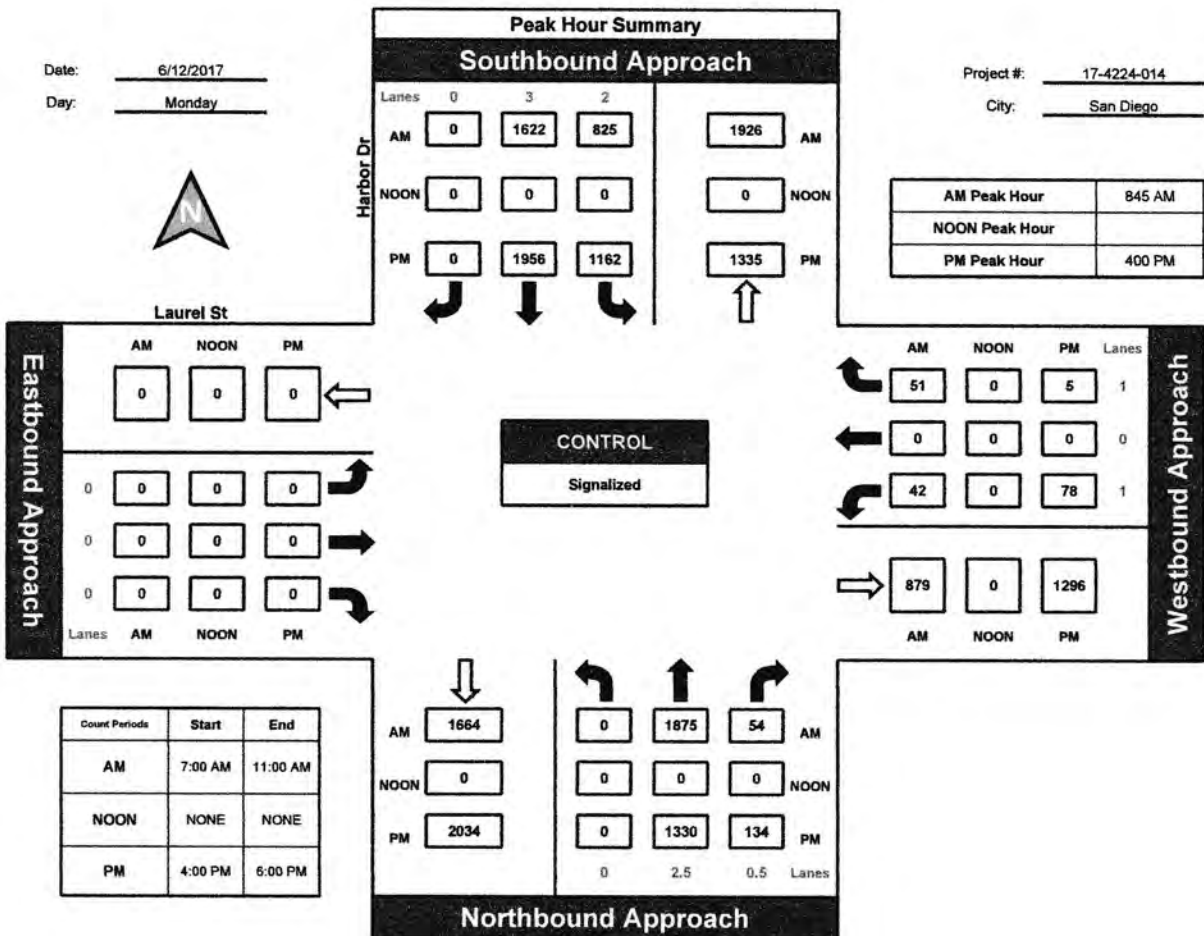 Peak Hour Summary
Southbound Approach
Date: 6/12/2017
Day: Monday
Project #: 17-4224-014
City: San Diego
N
Harbor Dr
Lanes 0 3 2
AM 0 1622 825 1926 AM
NOON 0 0 0 0 NOON
PM 0 1956 1162 1335 PM
AM Peak Hour 845 AM
NOON Peak Hour
PM Peak Hour 400 PM
Laurel St
Eastbound Approach
AM NOON PM
0 0 0
0 0 0 0
0 0 0 0
0 0 0 0
Lanes AM NOON PM
CONTROL
Signalized
AM NOON PM Lanes
51 0 5 1
0 0 0 0
42 0 78 1
879 0 1296
AM NOON PM
Westbound Approach
Count Periods Start End
AM 7:00 AM 11:00 AM
NOON NONE NONE
PM 4:00 PM 6:00 PM
AM 1664 0 1875 54 AM
NOON 0 0 0 0 NOON
PM 2034 0 1330 134 PM
0 2.5 0.5 Lanes
Northbound Approach